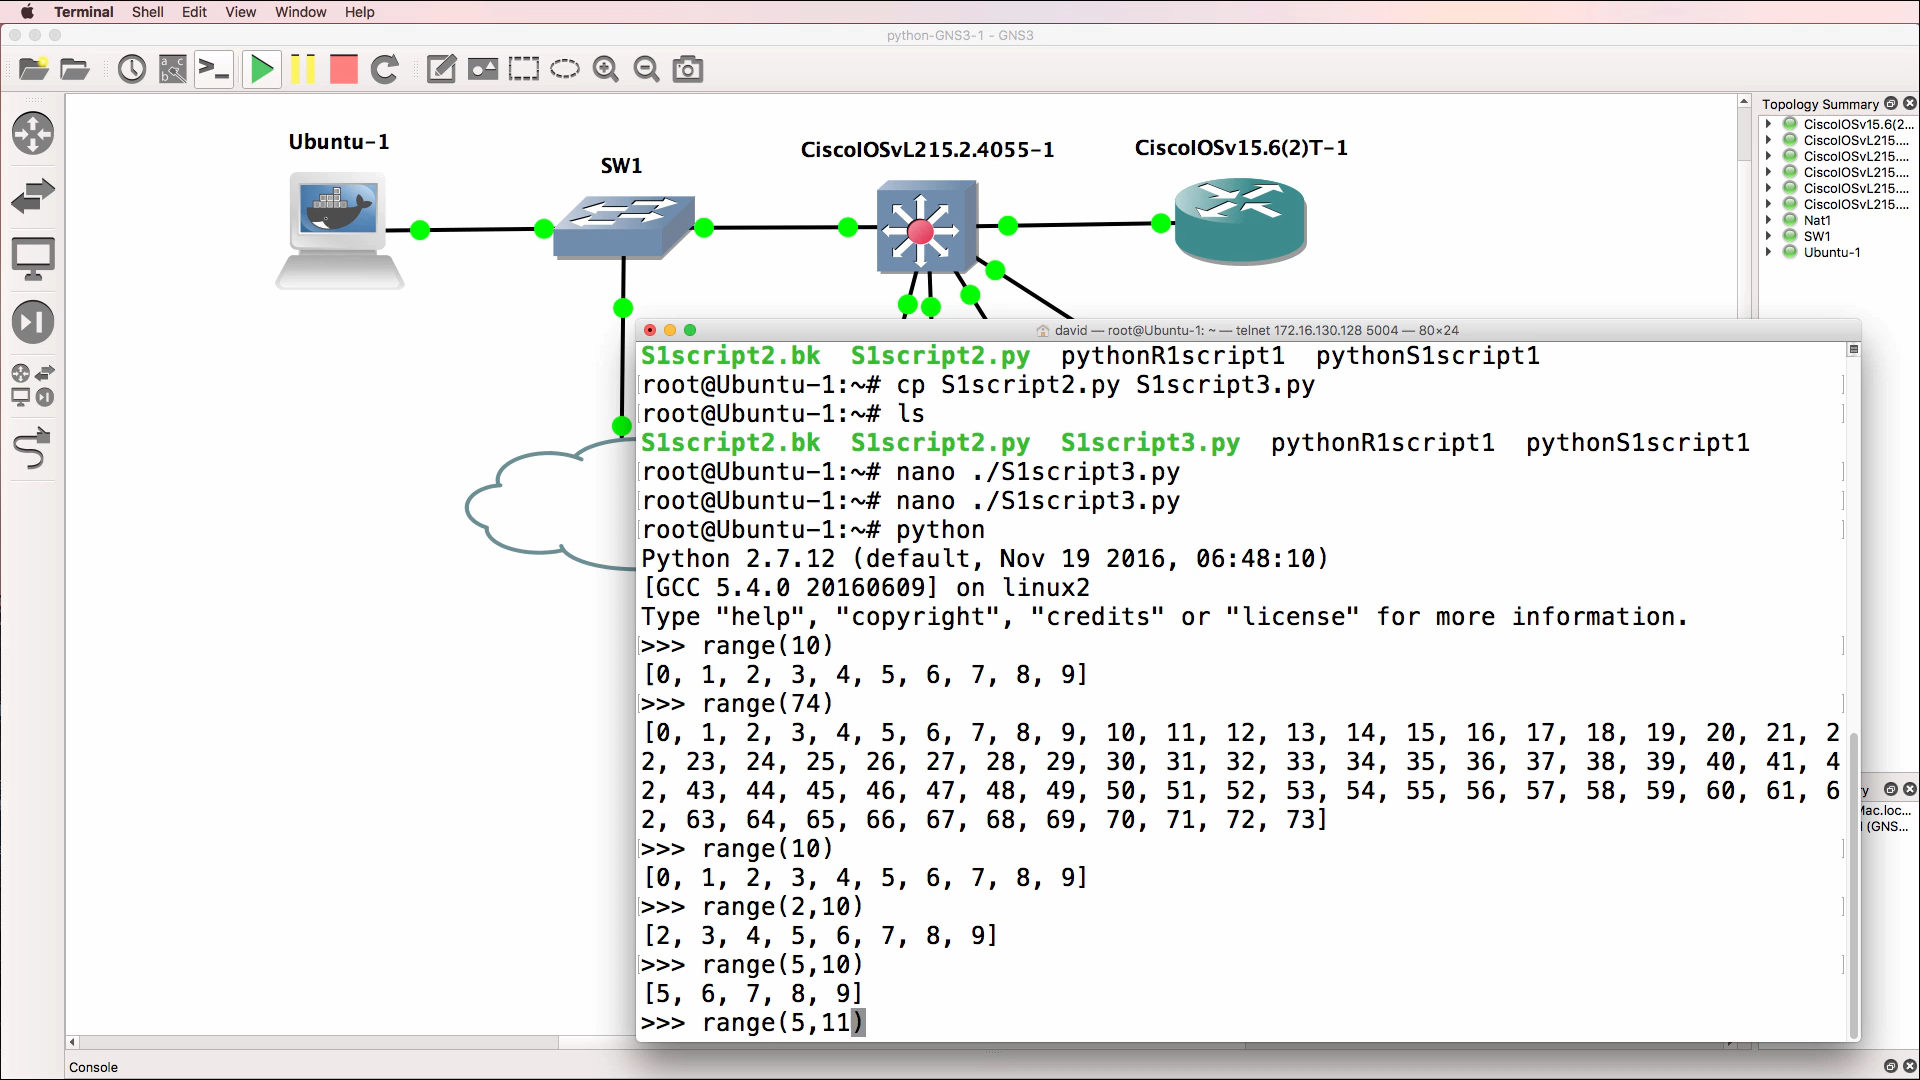 Terminal Shell Edit View Window Help
python-GNS3-1 - GNS3
Ubuntu-1
SW1
CiscoIOSvL215.2.4055-1
CiscoIOSv15.6(2)T-1
Topology Summary
CiscoIOSv15.6(2...
CiscoIOSvL215....
CiscoIOSvL215....
CiscoIOSvL215....
CiscoIOSvL215....
CiscoIOSvL215....
Nat1
SW1
Ubuntu-1
david — root@Ubuntu-1: ~ — telnet 172.16.130.128 5004 — 80×24
S1script2.bk  S1script2.py  pythonR1script1  pythonS1script1
root@Ubuntu-1:~# cp S1script2.py S1script3.py
root@Ubuntu-1:~# ls
S1script2.bk  S1script2.py  S1script3.py  pythonR1script1  pythonS1script1
root@Ubuntu-1:~# nano ./S1script3.py
root@Ubuntu-1:~# nano ./S1script3.py
root@Ubuntu-1:~# python
Python 2.7.12 (default, Nov 19 2016, 06:48:10)
[GCC 5.4.0 20160609] on linux2
Type "help", "copyright", "credits" or "license" for more information.
>>> range(10)
[0, 1, 2, 3, 4, 5, 6, 7, 8, 9]
>>> range(74)
[0, 1, 2, 3, 4, 5, 6, 7, 8, 9, 10, 11, 12, 13, 14, 15, 16, 17, 18, 19, 20, 21, 2
2, 23, 24, 25, 26, 27, 28, 29, 30, 31, 32, 33, 34, 35, 36, 37, 38, 39, 40, 41, 4
2, 43, 44, 45, 46, 47, 48, 49, 50, 51, 52, 53, 54, 55, 56, 57, 58, 59, 60, 61, 6
2, 63, 64, 65, 66, 67, 68, 69, 70, 71, 72, 73]
>>> range(10)
[0, 1, 2, 3, 4, 5, 6, 7, 8, 9]
>>> range(2,10)
[2, 3, 4, 5, 6, 7, 8, 9]
>>> range(5,10)
[5, 6, 7, 8, 9]
>>> range(5,11)
y
Mac.loc...
(GNS...
Console